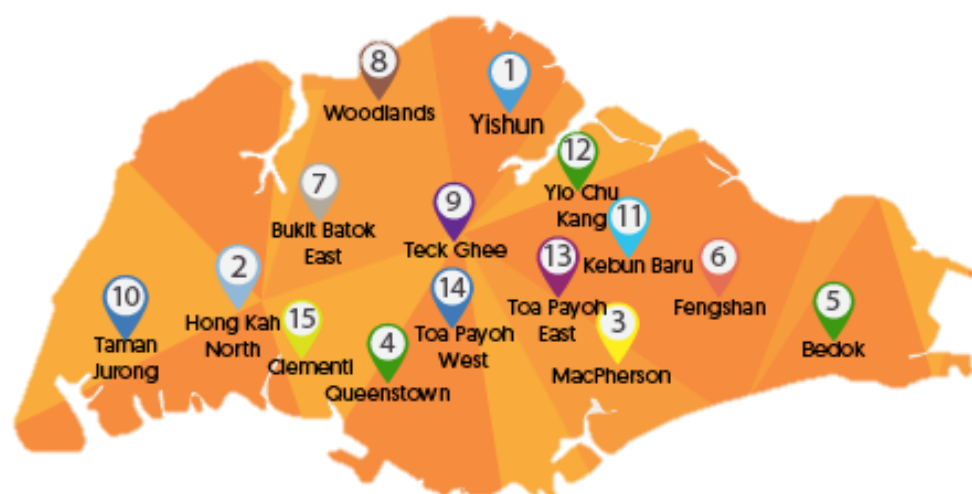 8
Woodlands
1
Yishun
12
Yio Chu
Kang
7
Bukit Batok
East
9
Teck Ghee
11
Kebun Baru
2
Hong Kah
North
13
Toa Payoh
East
6
Fengshan
10
Taman
Jurong
15
Clementi
14
Toa Payoh
West
4
Queenstown
3
MacPherson
5
Bedok